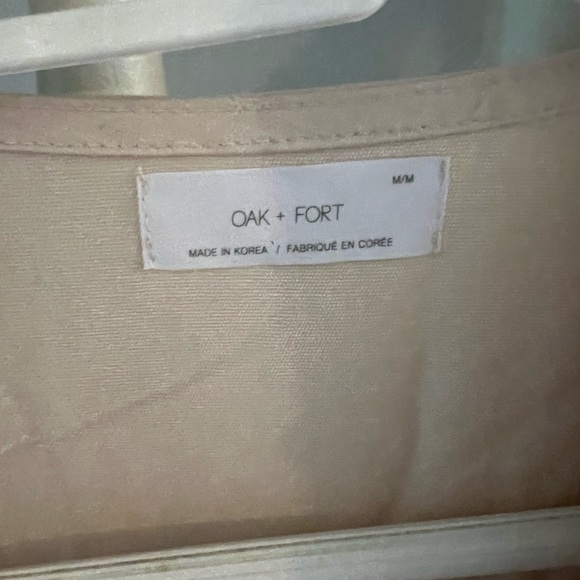 M/M
OAK + FORT
MADE IN KOREA / FABRIQUÉ EN CORÉE